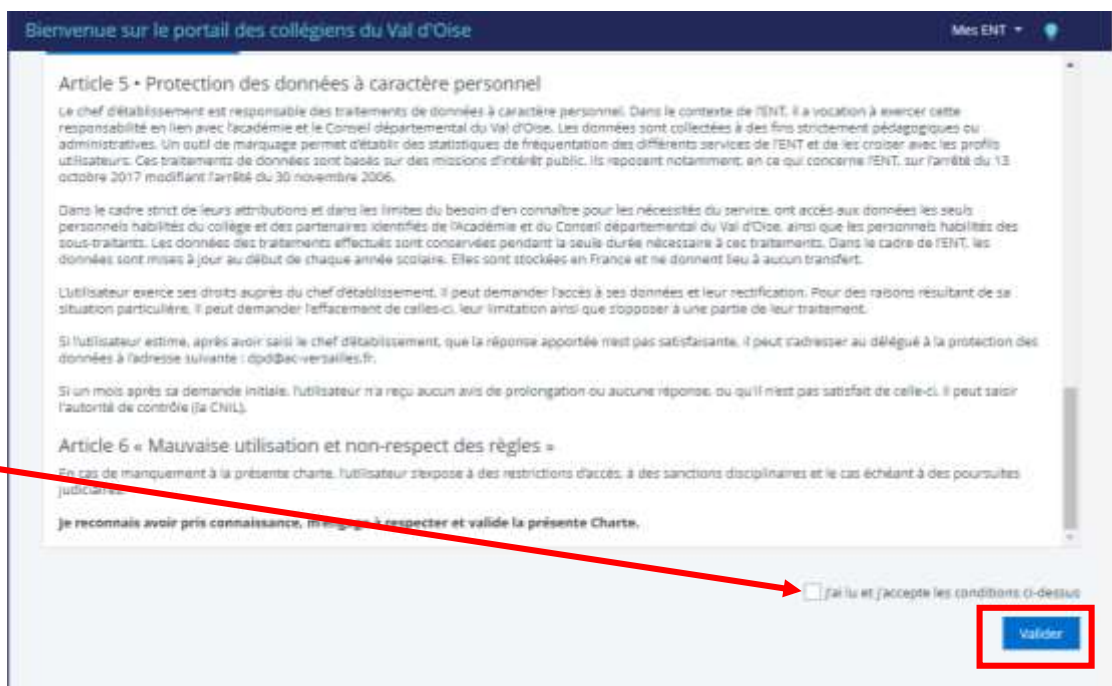 Bienvenue sur le portail des collégiens du Val d'Oise
Mes ENT
Article 5 • Protection des données à caractère personnel
Le chef d'établissement est responsable des traitements de données à caractère personnel. Dans le contexte de l'ENT, il a vocation à exercer cette
responsabilité en lien avec l'académie et le Conseil départemental du Val d'Oise. Les données sont collectées à des fins strictement pédagogiques ou
administratives. Un outil de marquage permet d'établir des statistiques de fréquentation des différents services de l'ENT et de les croiser avec les profils
utilisateurs. Ces traitements de données sont basés sur des missions d'intérêt public. Ils reposent notamment, en ce qui concerne l'ENT, sur l'arrêté du 13
octobre 2017 modifiant l'arrêté du 30 novembre 2006.
Dans le cadre strict de leurs attributions et dans les limites du besoin d'en connaître pour les nécessités du service, ont accès aux données les seuls
personnels habilités du collège et des partenaires identifiés de l'Académie et du Conseil départemental du Val d'Oise, ainsi que les personnels habilités des
sous-traitants. Les données des traitements effectués sont conservées pendant la seule durée nécessaire à ces traitements. Dans le cadre de l'ENT, les
données sont mises à jour au début de chaque année scolaire. Elles sont stockées en France et ne donnent lieu à aucun transfert.
L'utilisateur exerce ses droits auprès du chef d'établissement. Il peut demander l'accès à ses données et leur rectification. Pour des raisons résultant de sa
situation particulière, il peut demander l'effacement de celles-ci, leur limitation ainsi que s'opposer à une partie de leur traitement.
Si l'utilisateur estime, après avoir saisi le chef d'établissement, que la réponse apportée n'est pas satisfaisante, il peut s'adresser au délégué à la protection des
données à l'adresse suivante : dpd@ac-versailles.fr.
Si un mois après sa demande initiale, l'utilisateur n'a reçu aucun avis de prolongation ou aucune réponse, ou qu'il n'est pas satisfait de celle-ci, il peut saisir
l'autorité de contrôle (la CNIL).
Article 6 « Mauvaise utilisation et non-respect des règles »
En cas de manquement à la présente charte, l'utilisateur s'expose à des restrictions d'accès, à des sanctions disciplinaires et le cas échéant à des poursuites
judiciaires.
Je reconnais avoir pris connaissance, m'engage à respecter et valide la présente Charte.
J'ai lu et j'accepte les conditions ci-dessus
Valider